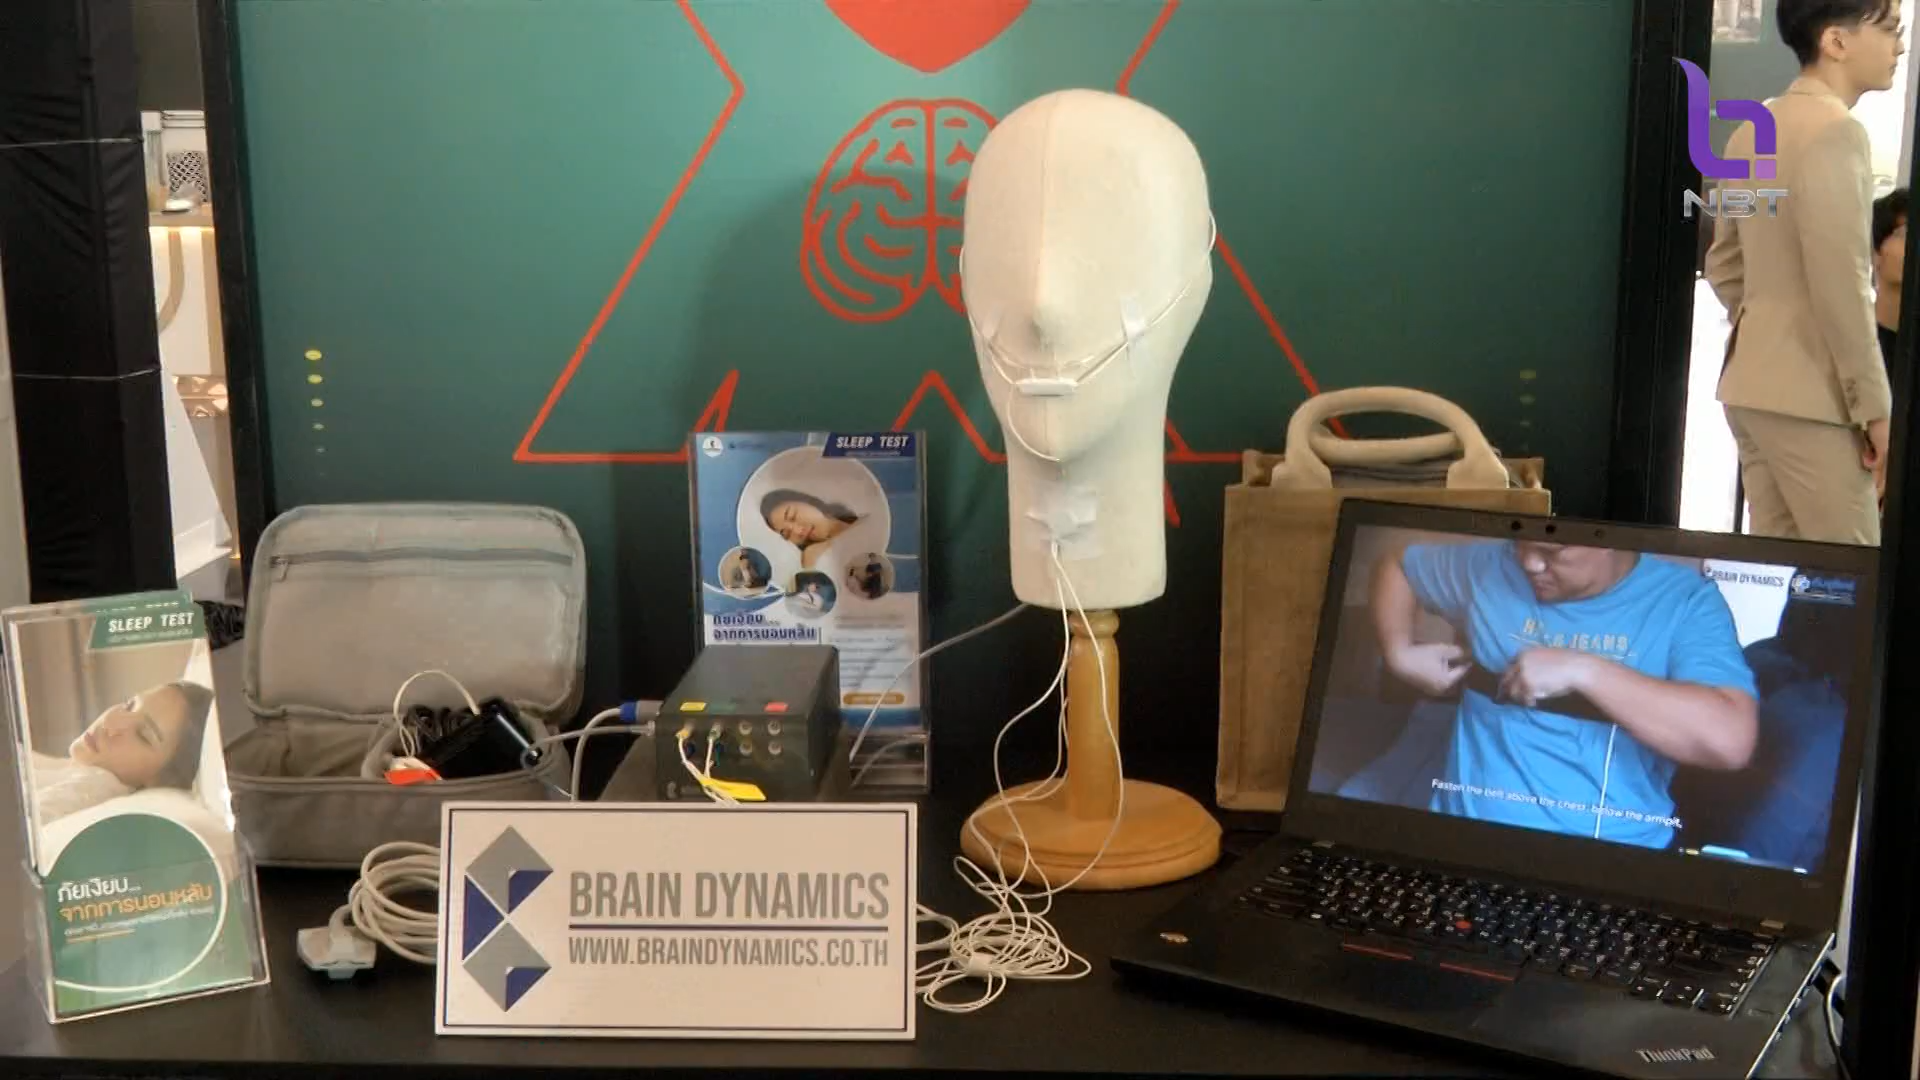 NBT
SLEEP TEST
ภัยเงียบ...
จากการนอนหลับ
SLEEP TEST
ภัยเงียบ...
จากการนอนหลับ
BRAIN DYNAMICS
WWW.BRAINDYNAMICS.CO.TH
BRAIN DYNAMICS
JEANS
Fasten the belt above the chest, below the armpit,
ThinkPad